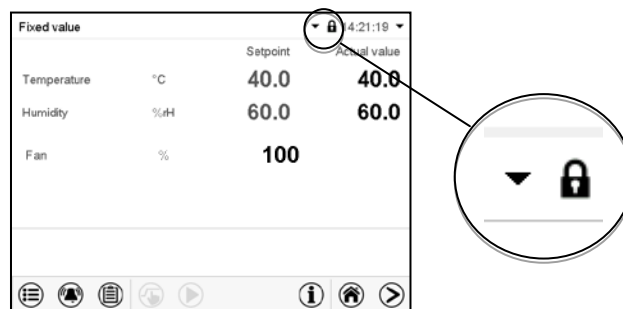 Fixed value 14:21:19
Setpoint Actual value
Temperature °C 40.0 40.0
Humidity %rH 60.0 60.0
Fan % 100